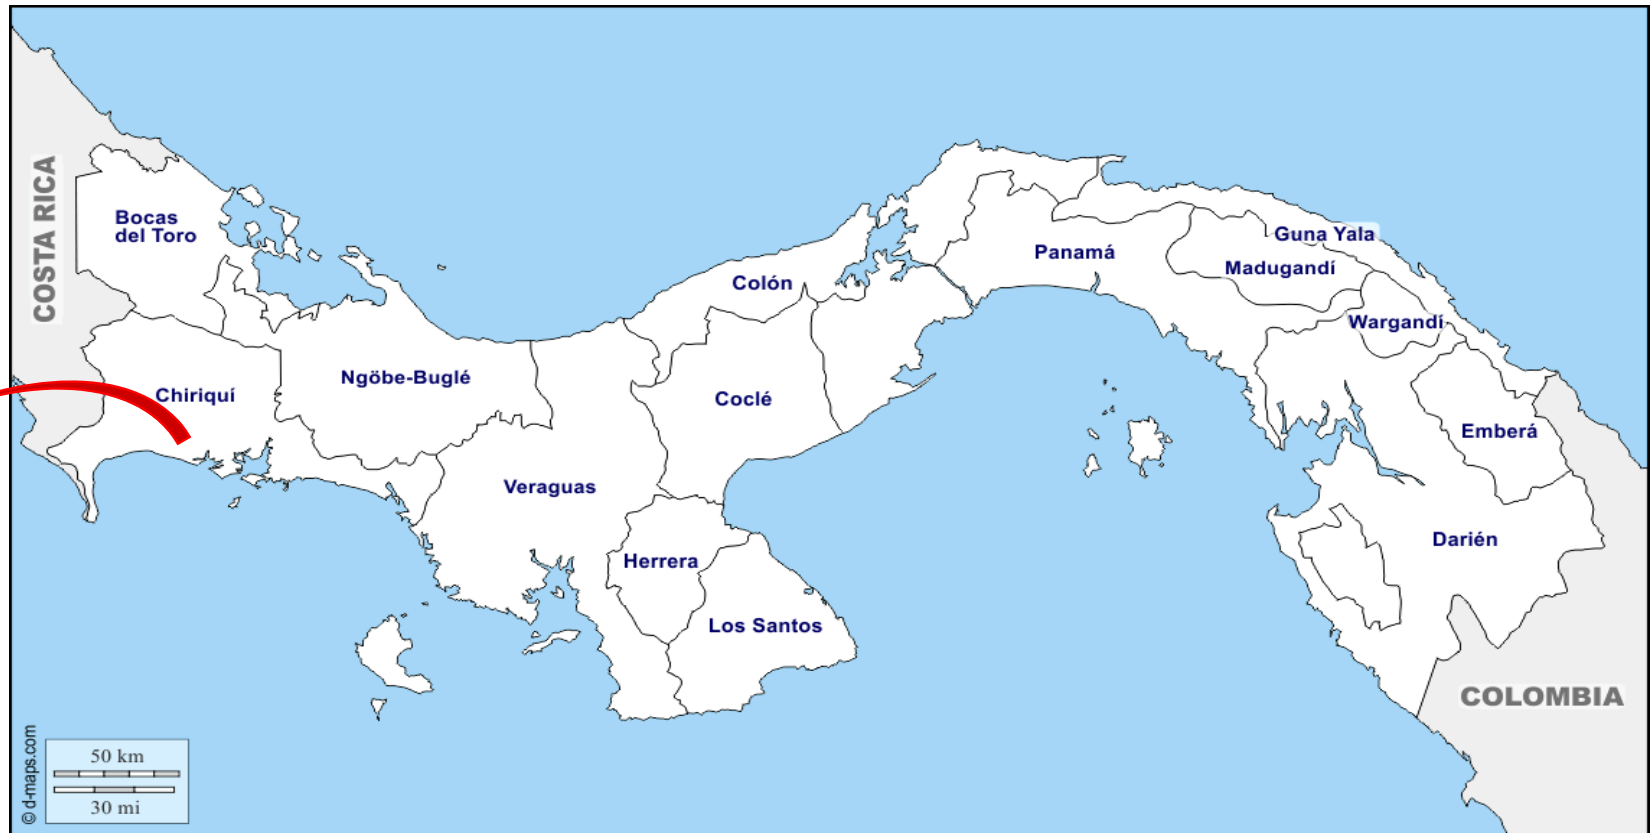 COSTA RICA
Bocas
del Toro
Chiriquí
Ngöbe-Buglé
Veraguas
Colón
Coclé
Herrera
Los Santos
Panamá
Guna Yala
Madugandí
Wargandí
Emberá
Darién
COLOMBIA
© d-maps.com
50 km
30 mi